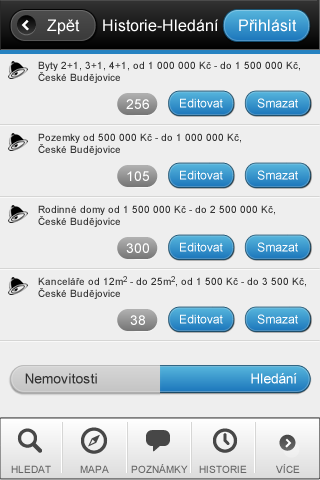 Zpět
Historie-Hledání
Přihlásit
Byty 2+1, 3+1, 4+1, od 1 000 000 Kč - do 1 500 000 Kč,
České Budějovice
256
Editovat
Smazat
Pozemky od 500 000 Kč - do 1 000 000 Kč,
České Budějovice
105
Editovat
Smazat
Rodinné domy od 1 500 000 Kč - do 2 500 000 Kč,
České Budějovice
300
Editovat
Smazat
Kanceláře od 12m² - do 25m², od 1 500 Kč - do 3 500 Kč,
České Budějovice
38
Editovat
Smazat
Nemovitosti
Hledání
HLEDAT
MAPA
POZNÁMKY
HISTORIE
VÍCE